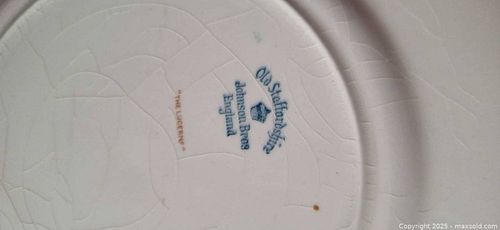 Old Staffordshire
Johnson Bros
England
"THE LUCERNE"
Copyright 2025 - maxsold.com